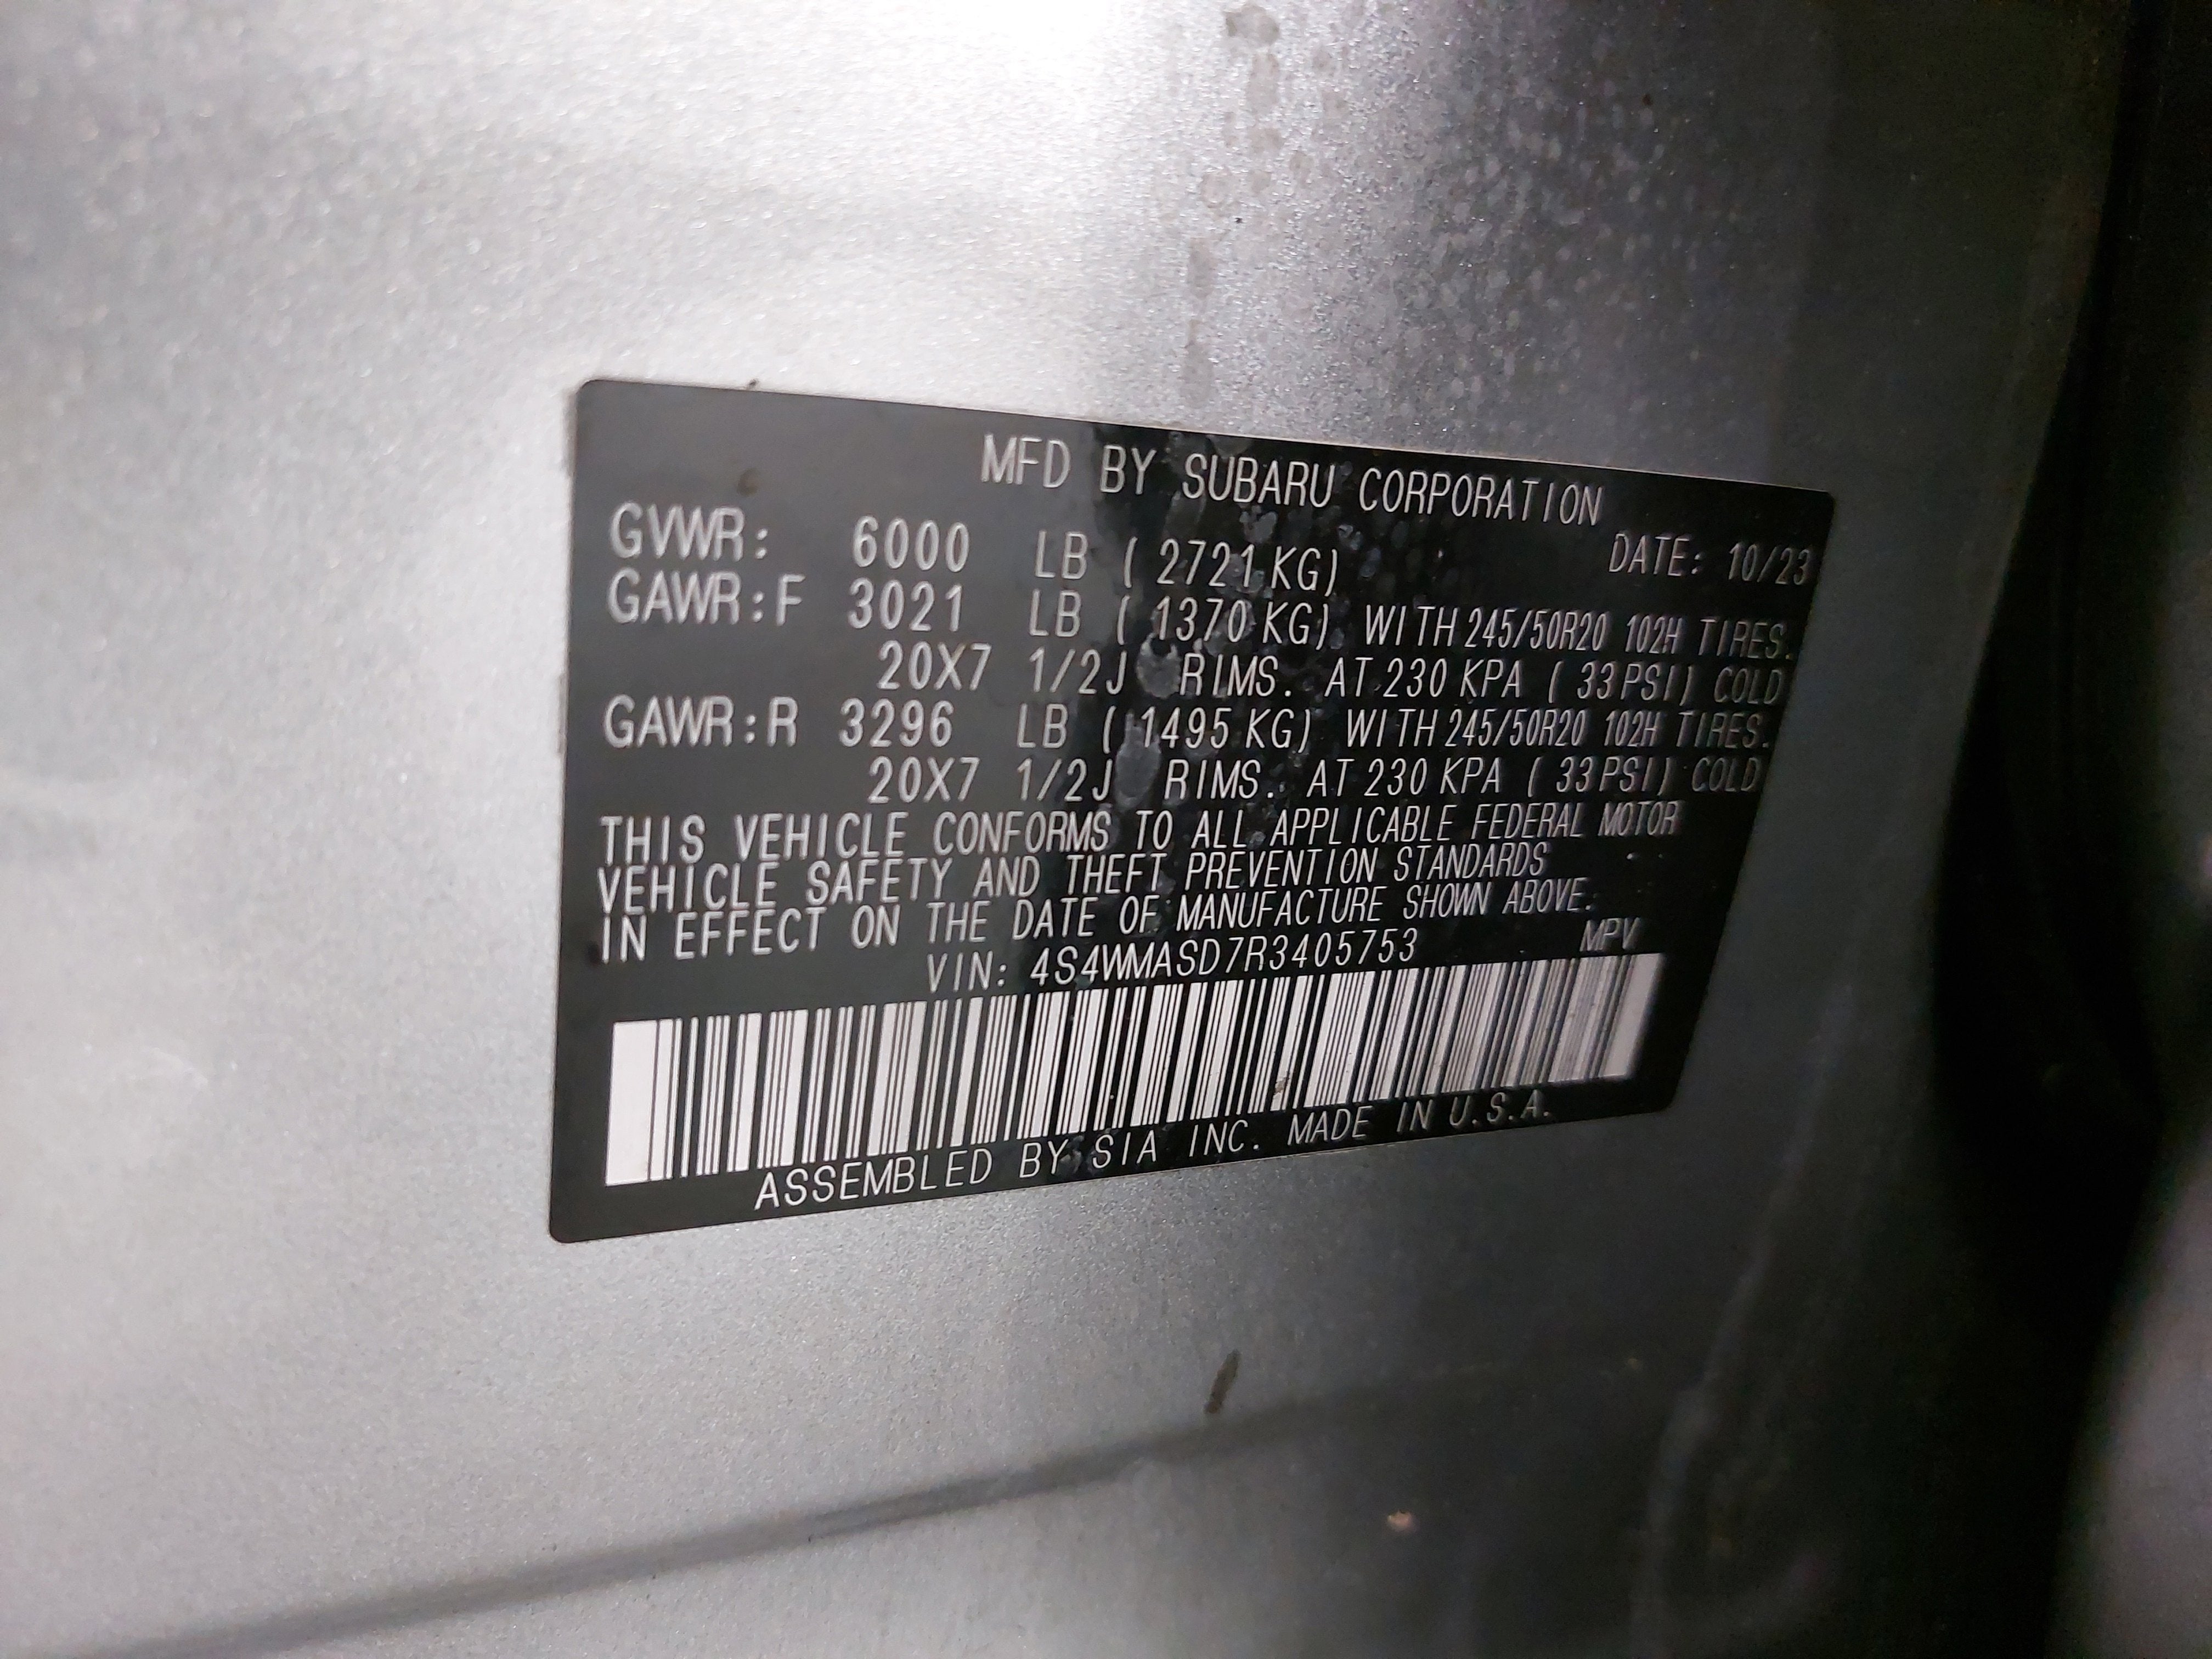 MFD BY SUBARU CORPORATION
DATE: 10/23
GVWR: 6000 LB ( 2721 KG)
GAWR:F 3021 LB ( 1370 KG) WITH 245/50R20 102H TIRES.
20X7 1/2J RIMS. AT 230 KPA ( 33 PSI) COLD
GAWR:R 3296 LB ( 1495 KG) WITH 245/50R20 102H TIRES.
20X7 1/2J RIMS. AT 230 KPA ( 33 PSI) COLD
THIS VEHICLE CONFORMS TO ALL APPLICABLE FEDERAL MOTOR
VEHICLE SAFETY AND THEFT PREVENTION STANDARDS
IN EFFECT ON THE DATE OF MANUFACTURE SHOWN ABOVE.
VIN: 4S4WMASD7R3405753 MPV
ASSEMBLED BY SIA INC. MADE IN U.S.A.